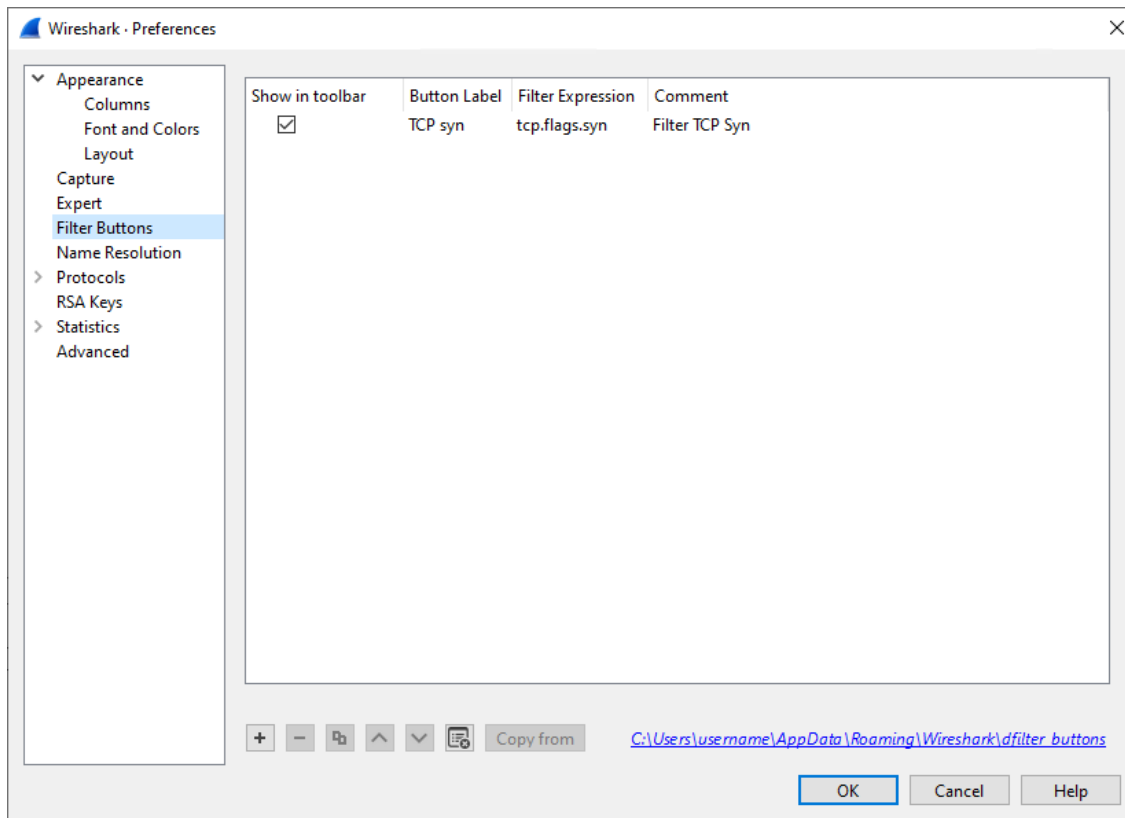 Wireshark · Preferences
Appearance
Columns
Font and Colors
Layout
Capture
Expert
Filter Buttons
Name Resolution
Protocols
RSA Keys
Statistics
Advanced
Show in toolbar Button Label Filter Expression Comment
TCP syn tcp.flags.syn Filter TCP Syn
Copy from C:\Users\username\AppData\Roaming\Wireshark\dfilter_buttons
OK Cancel Help